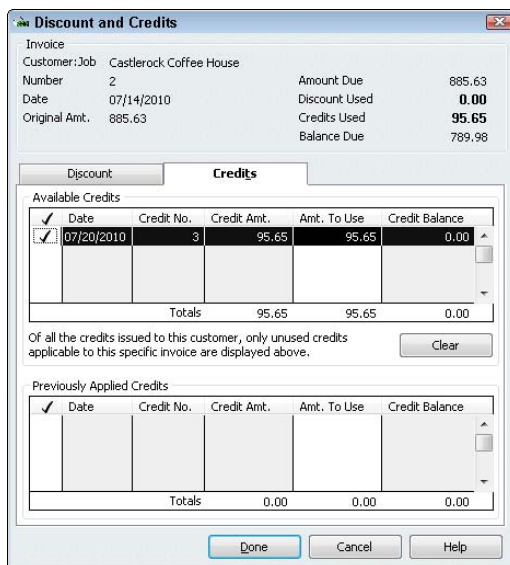 Discount and Credits
Invoice
Customer:Job Castlerock Coffee House
Number 2 Amount Due 885.63
Date 07/14/2010 Discount Used 0.00
Original Amt. 885.63 Credits Used 95.65
Balance Due 789.98
Discount Credits
Available Credits
✓ Date Credit No. Credit Amt. Amt. To Use Credit Balance
✓ 07/20/2010 3 95.65 95.65 0.00
Totals 95.65 95.65 0.00
Of all the credits issued to this customer, only unused credits
applicable to this specific invoice are displayed above. Clear
Previously Applied Credits
✓ Date Credit No. Credit Amt. Amt. To Use Credit Balance
Totals 0.00 0.00 0.00
Done Cancel Help